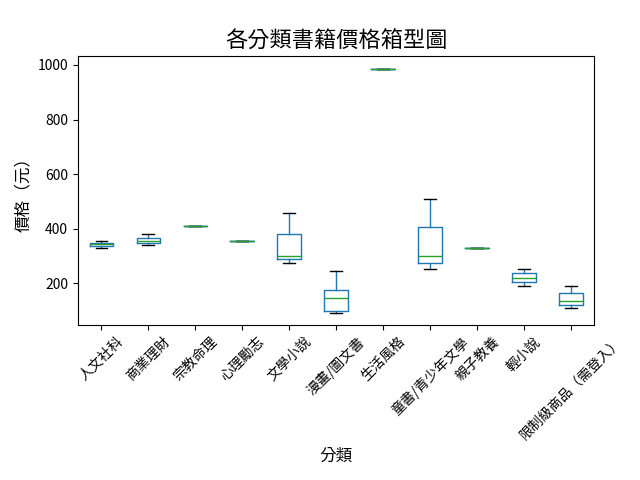 各分類書籍價格箱型圖
價格（元）
1000
800
600
400
200
人文社科
商業理財
宗教命理
心理勵志
文學小說
漫畫/圖文書
生活風格
童書/青少年文學
親子教養
輕小說
限制級商品（需登入）
分類